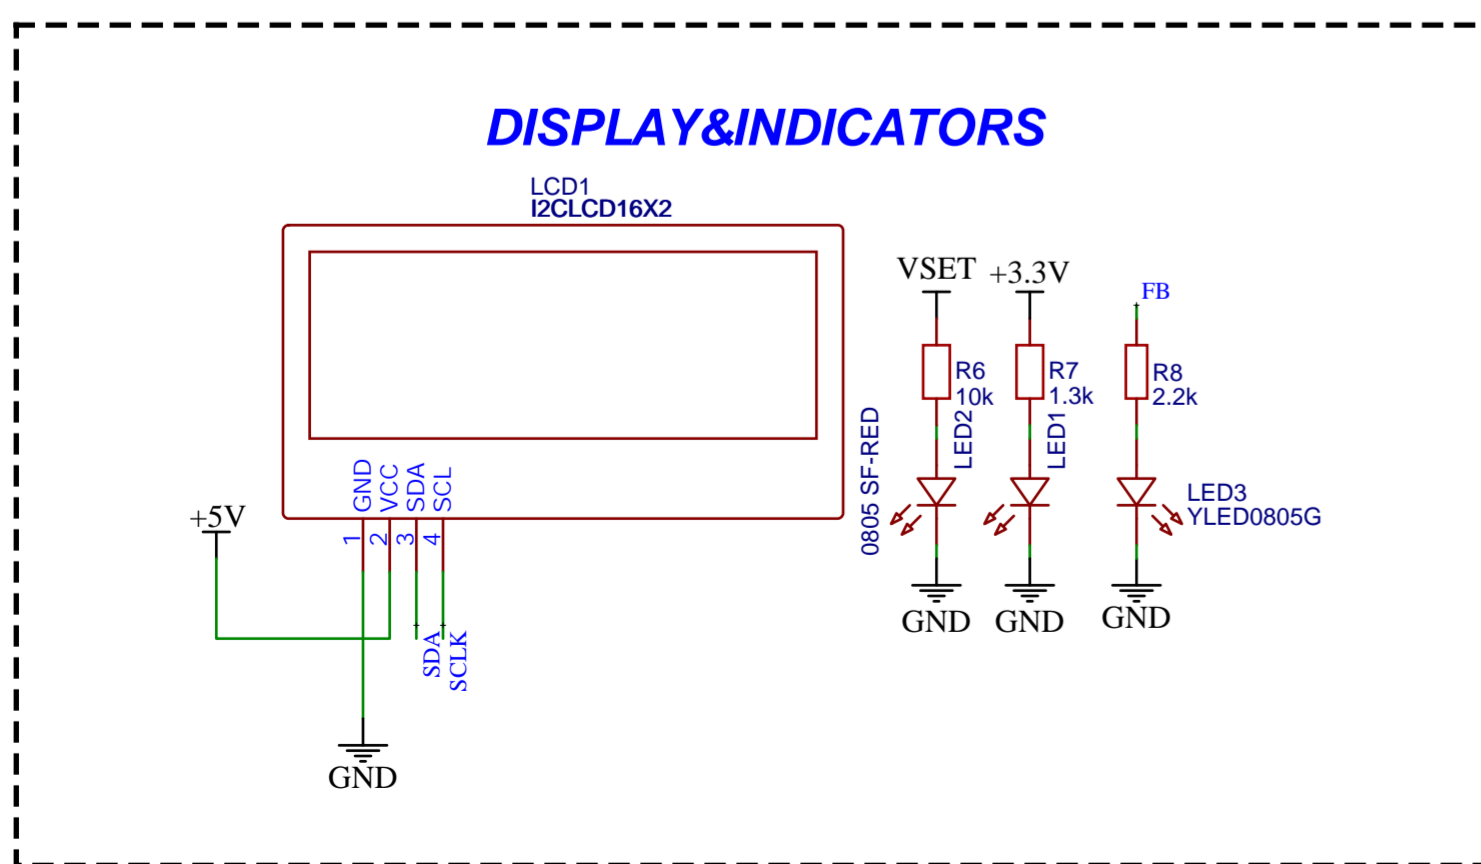 DISPLAY&INDICATORS
LCD1
I2CLCD16X2
GND
VCC
SDA
SCL
1
2
3
4
+5V
SDA
SCLK
GND
VSET
+3.3V
FB
R6
10k
R7
1.3k
R8
2.2k
0805 SF-RED
LED2
LED1
LED3
YLED0805G
GND
GND
GND